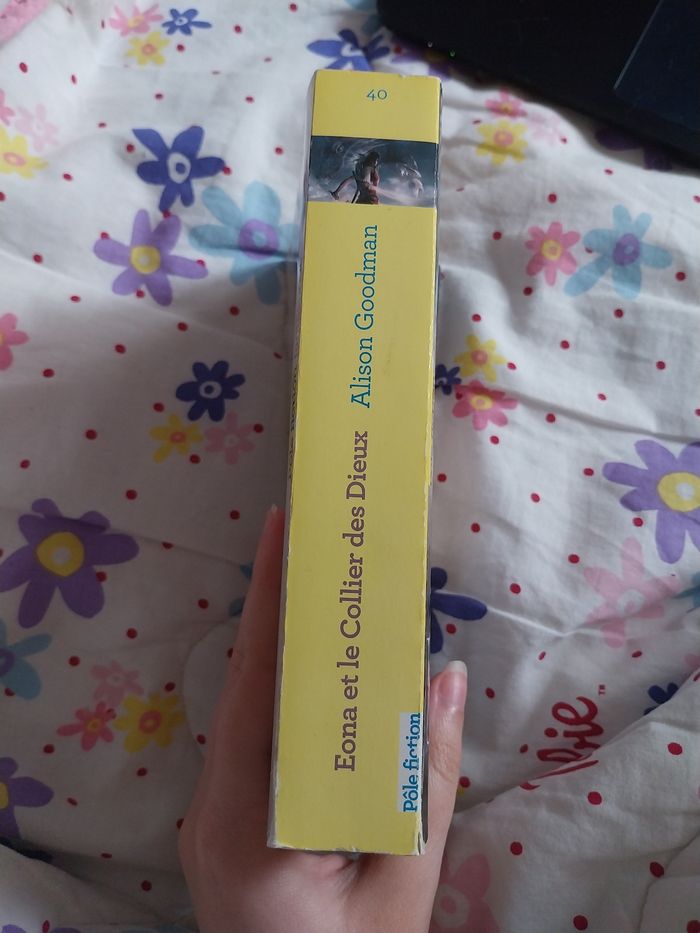 40
Alison Goodman
Eona et le Collier des Dieux
Pôle fiction